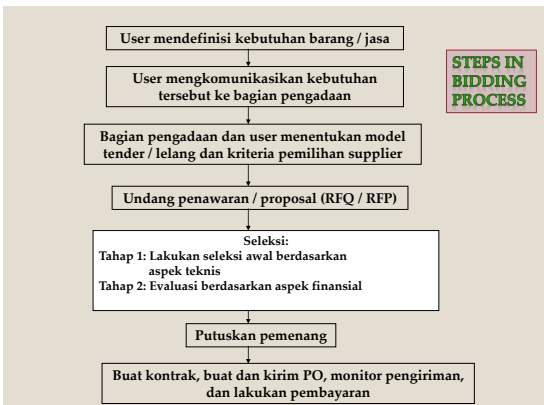 User mendefinisi kebutuhan barang / jasa
STEPS IN
BIDDING
PROCESS
User mengkomunikasikan kebutuhan
tersebut ke bagian pengadaan
Bagian pengadaan dan user menentukan model
tender / lelang dan kriteria pemilihan supplier
Undang penawaran / proposal (RFQ / RFP)
Seleksi:
Tahap 1: Lakukan seleksi awal berdasarkan
aspek teknis
Tahap 2: Evaluasi berdasarkan aspek finansial
Putuskan pemenang
Buat kontrak, buat dan kirim PO, monitor pengiriman,
dan lakukan pembayaran